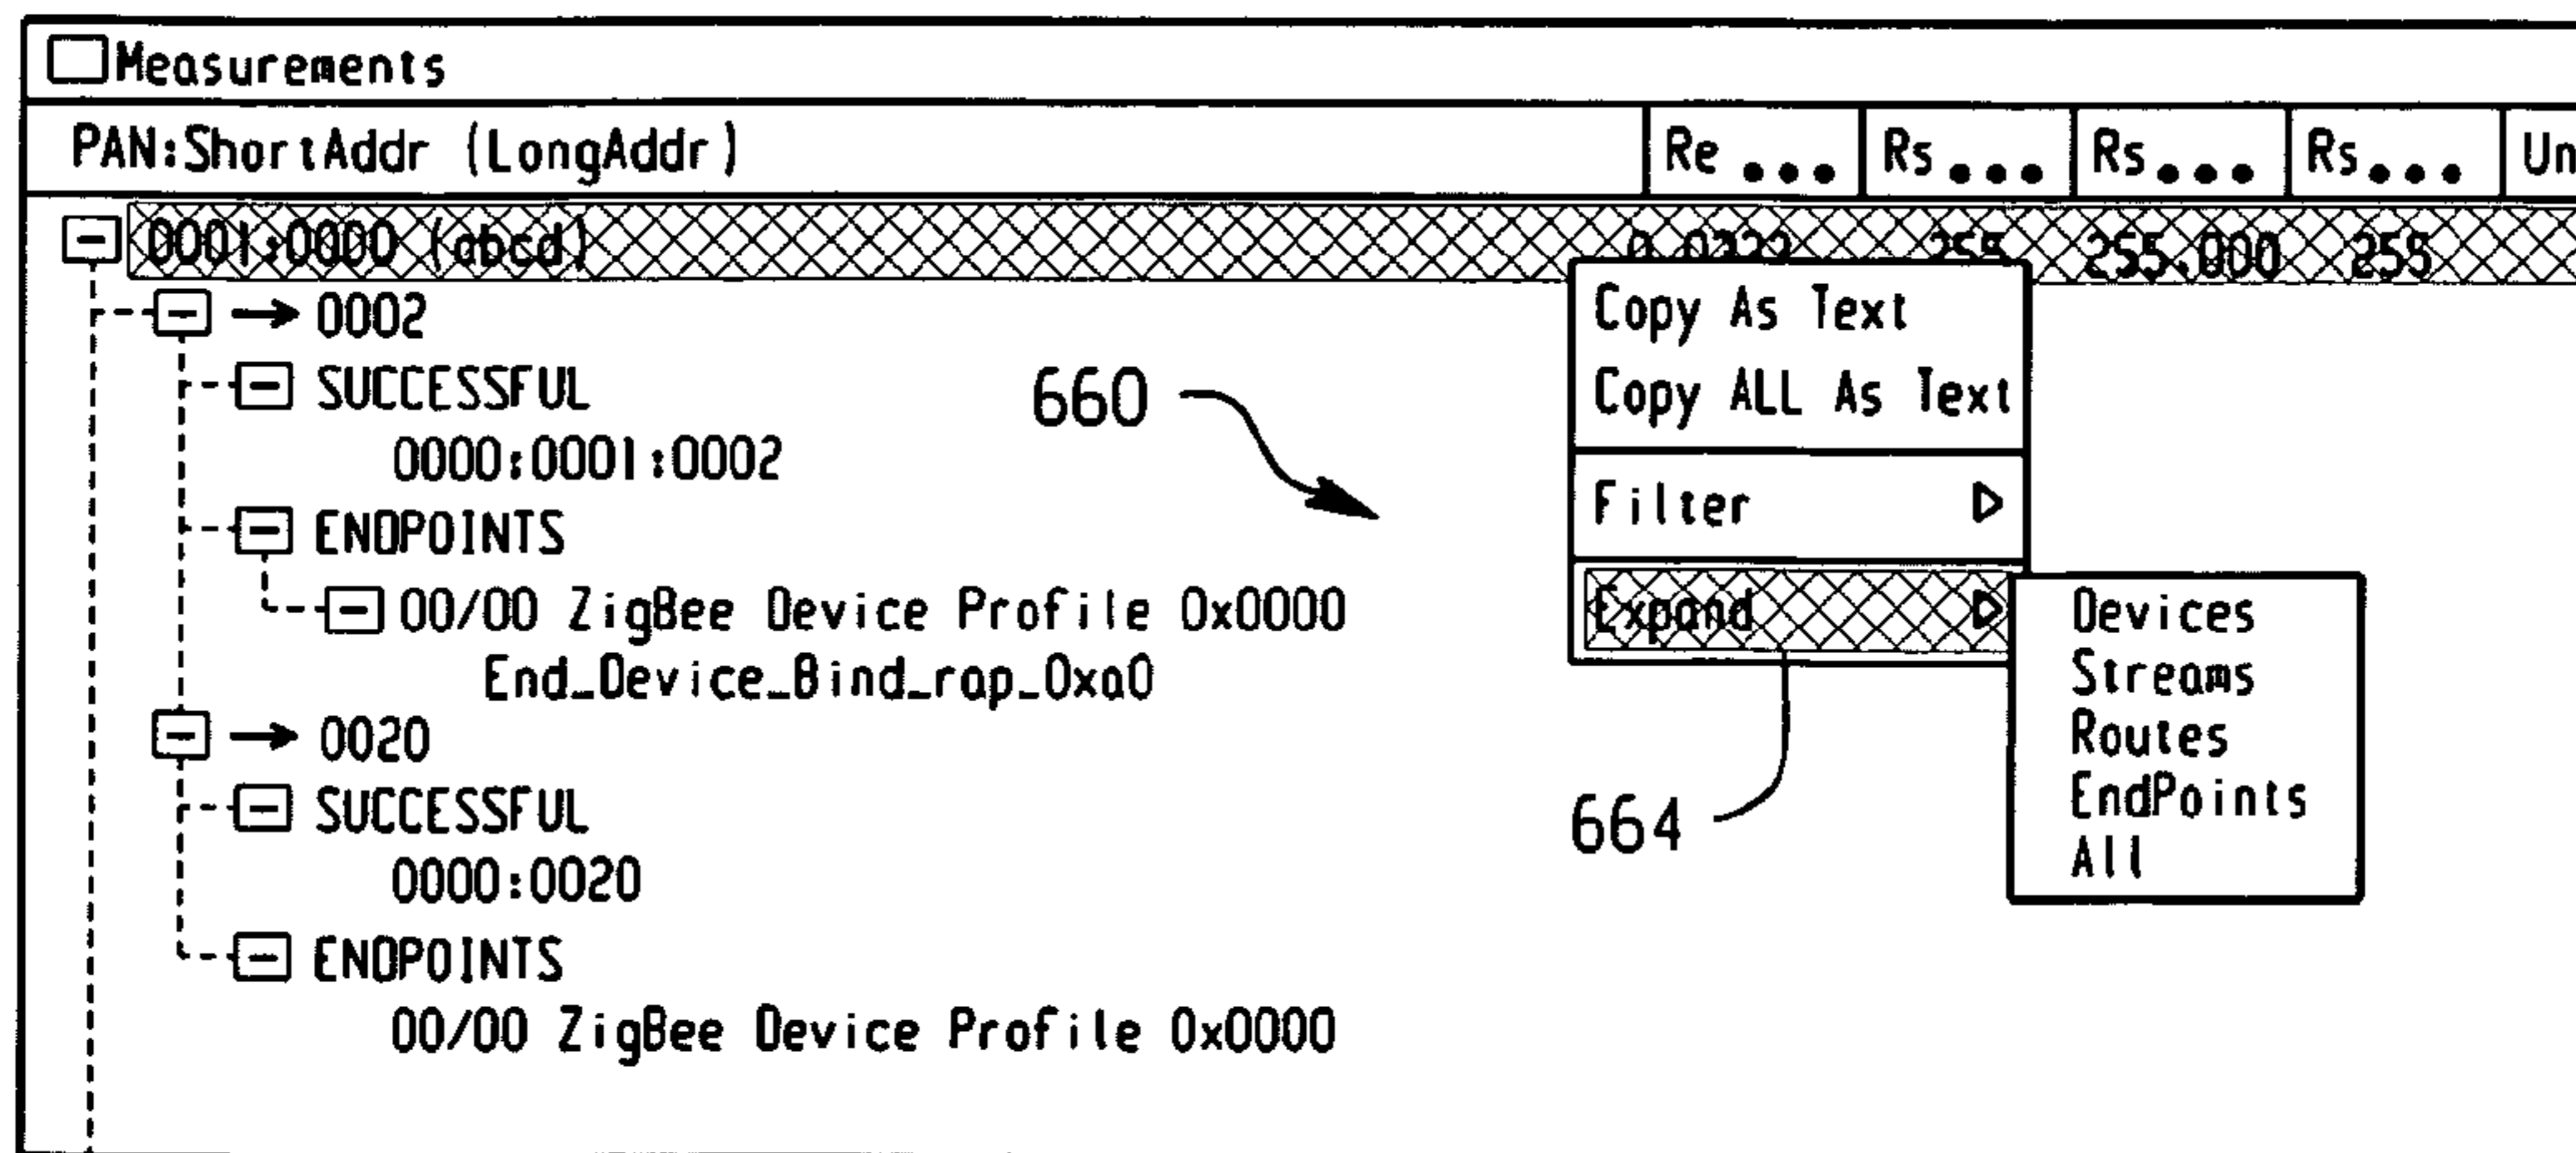 Measurements
PAN:ShortAddr (LongAddr) Re ... Rs... Rs... Rs... Un
0001:0000 (abcd) 255 255.000 255
→ 0002
SUCCESSFUL
0000:0001:0002
ENDPOINTS
00/00 ZigBee Device Profile 0x0000
End_Device_Bind_rap_0xa0
→ 0020
SUCCESSFUL
0000:0020
ENDPOINTS
00/00 ZigBee Device Profile 0x0000
660
Copy As Text
Copy ALL As Text
Filter
Expand
664
Devices
Streams
Routes
EndPoints
All